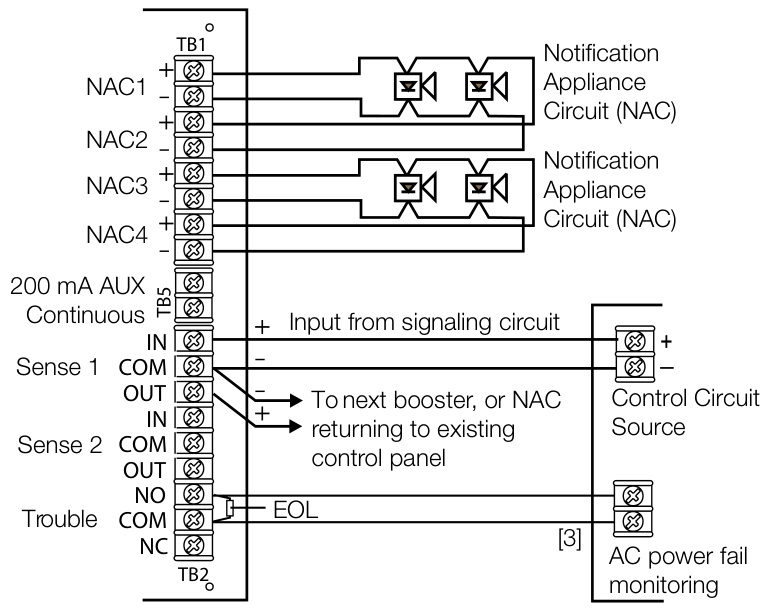 TB1
+
NAC1
–
+
NAC2
–
+
NAC3
–
+
NAC4
–
Notification
Appliance
Circuit (NAC)
Notification
Appliance
Circuit (NAC)
200 mA AUX
Continuous
TB5
IN
Sense 1 COM
OUT
IN
Sense 2 COM
OUT
NO
Trouble COM
NC
TB2
+ Input from signaling circuit
–
–
+
To next booster, or NAC
returning to existing
control panel
EOL
+
–
Control Circuit
Source
[3]
AC power fail
monitoring